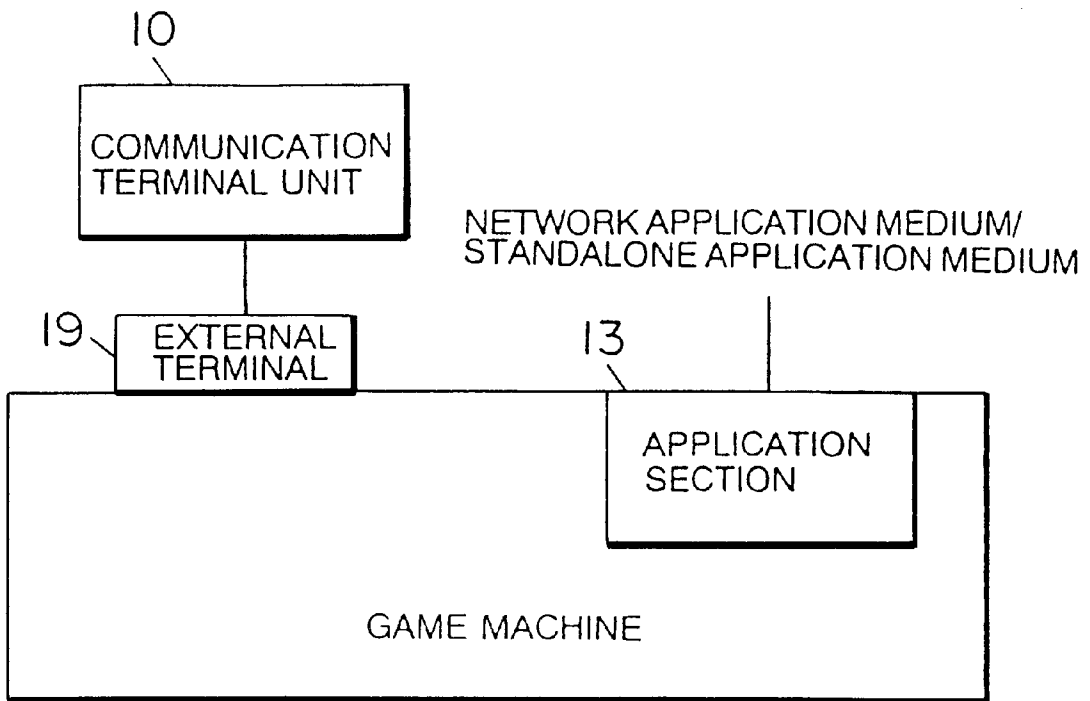 10
COMMUNICATION
TERMINAL UNIT
NETWORK APPLICATION MEDIUM/
STANDALONE APPLICATION MEDIUM
19
EXTERNAL
TERMINAL
13
APPLICATION
SECTION
GAME MACHINE